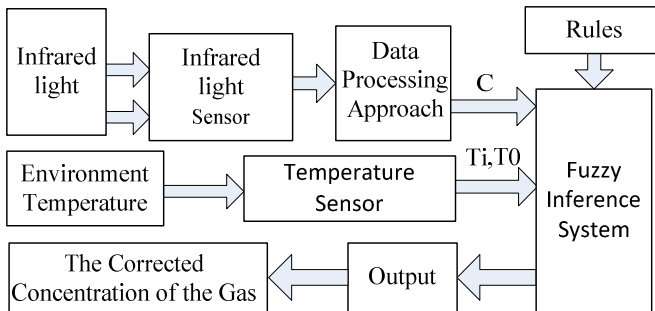 Infrared
light
Infrared
light
Sensor
Data
Processing
Approach
C
Rules
Environment
Temperature
Temperature
Sensor
Ti,T0
Fuzzy
Inference
System
The Corrected
Concentration of the Gas
Output